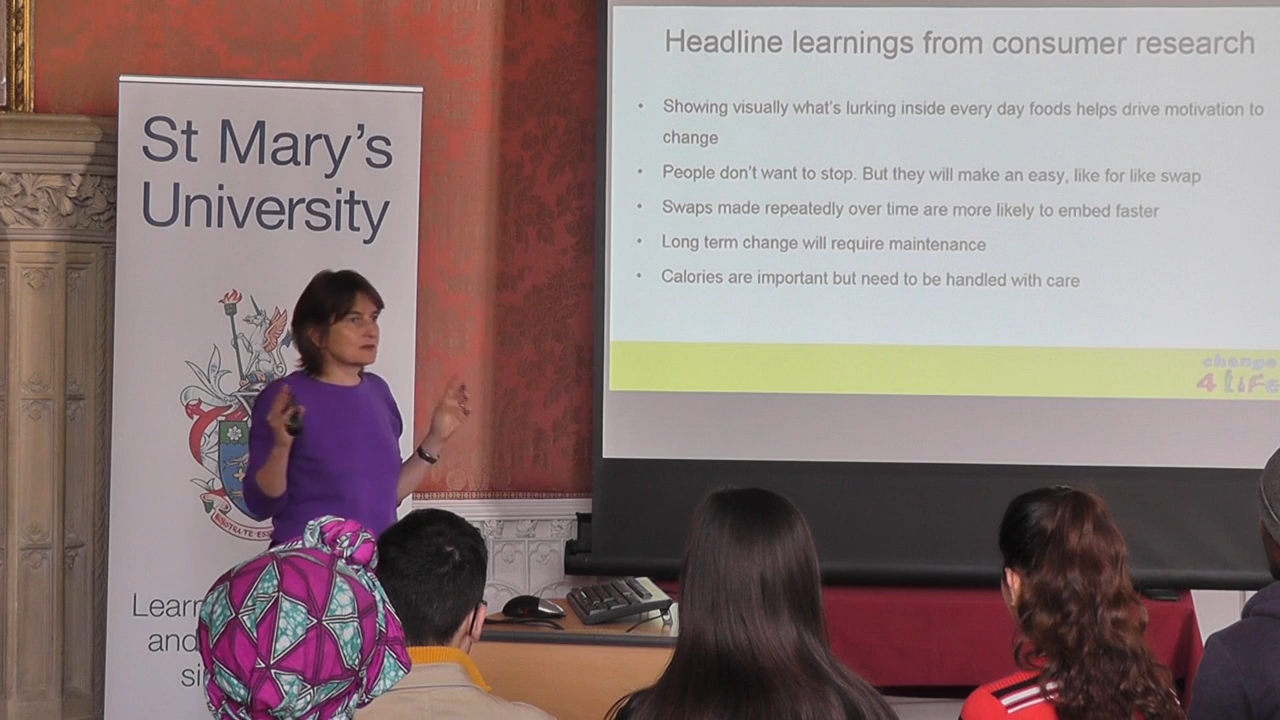 St Mary's
University
Learn
and
si
Headline learnings from consumer research
• Showing visually what's lurking inside every day foods helps drive motivation to
change
• People don't want to stop. But they will make an easy, like for like swap
• Swaps made repeatedly over time are more likely to embed faster
• Long term change will require maintenance
• Calories are important but need to be handled with care
change
4 LiFe